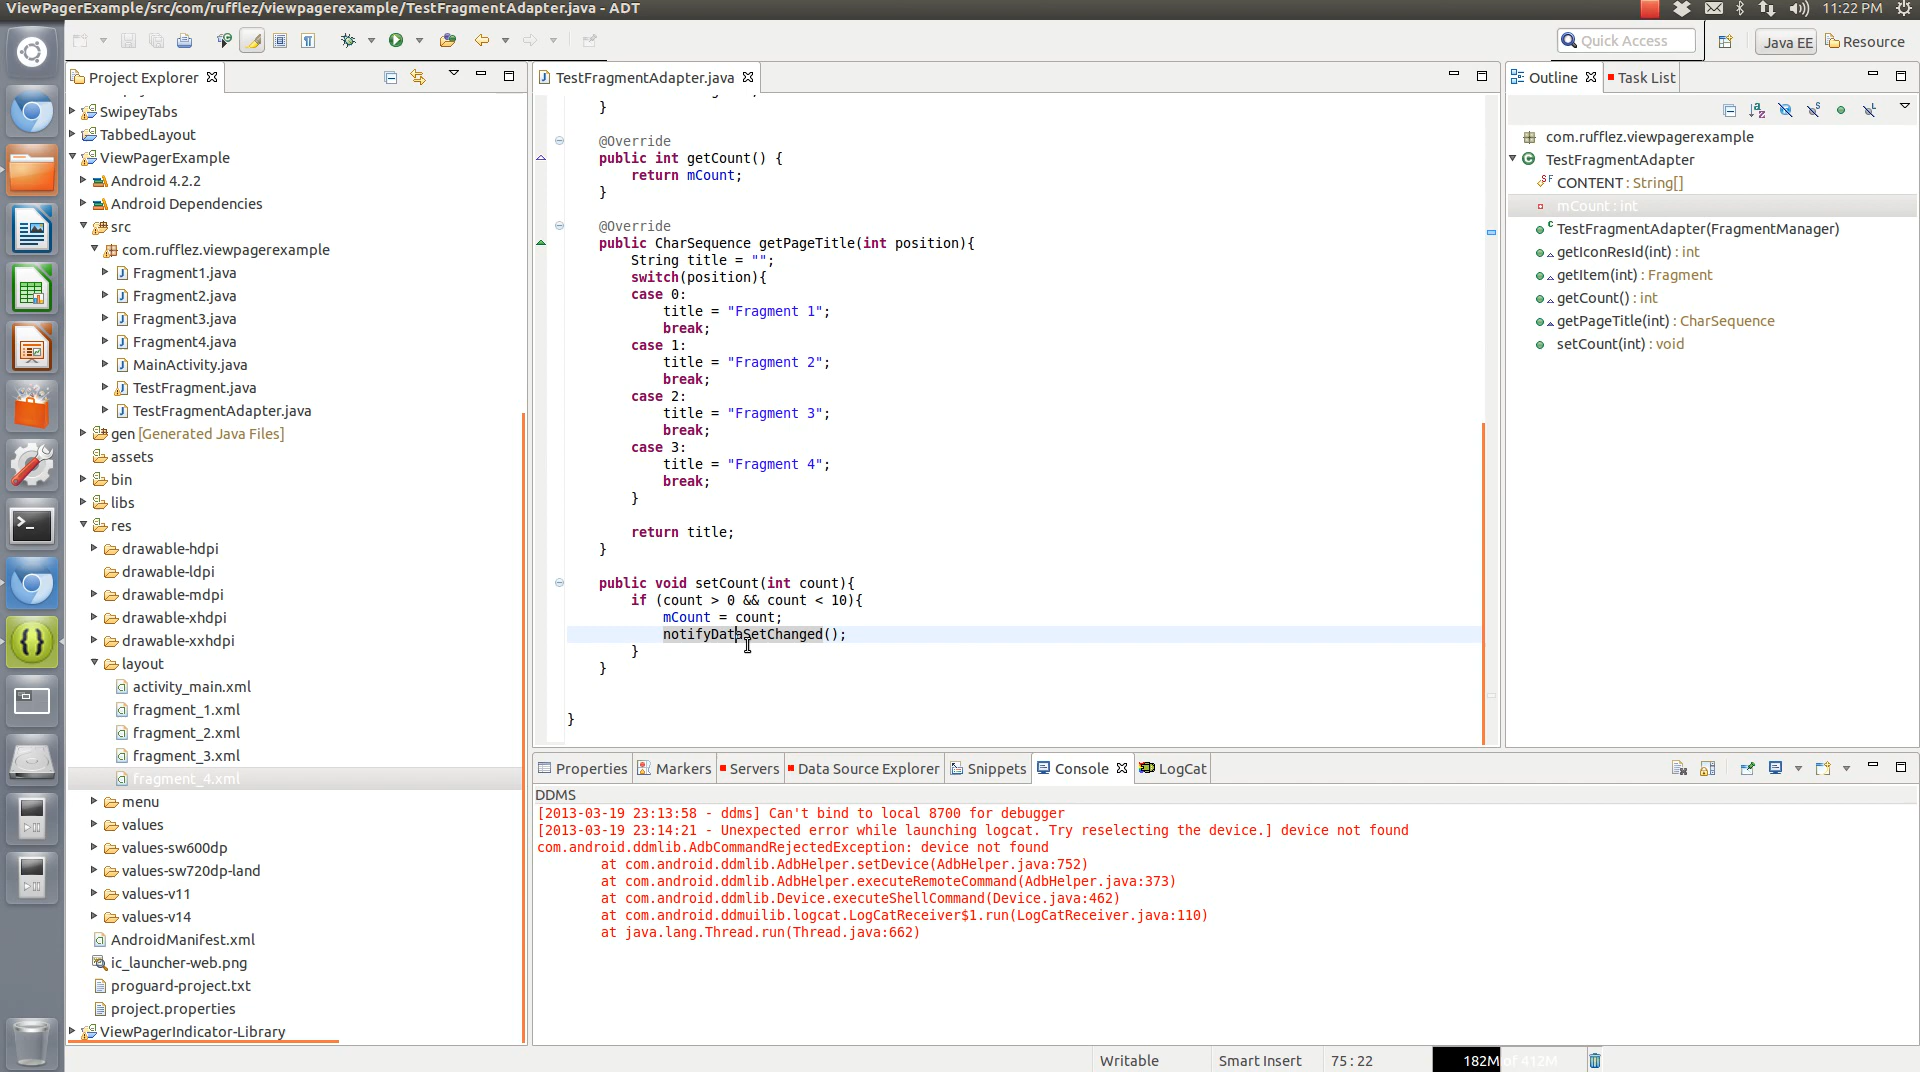 ViewPagerExample/src/com/rufflez/viewpagerexample/TestFragmentAdapter.java - ADT
11:22 PM
Quick Access
Java EE
Resource
Project Explorer
SwipeyTabs
TabbedLayout
ViewPagerExample
Android 4.2.2
Android Dependencies
src
com.rufflez.viewpagerexample
Fragment1.java
Fragment2.java
Fragment3.java
Fragment4.java
MainActivity.java
TestFragment.java
TestFragmentAdapter.java
gen [Generated Java Files]
assets
bin
libs
res
drawable-hdpi
drawable-ldpi
drawable-mdpi
drawable-xhdpi
drawable-xxhdpi
layout
activity_main.xml
fragment_1.xml
fragment_2.xml
fragment_3.xml
fragment_4.xml
menu
values
values-sw600dp
values-sw720dp-land
values-v11
values-v14
AndroidManifest.xml
ic_launcher-web.png
proguard-project.txt
project.properties
ViewPagerIndicator-Library
TestFragmentAdapter.java
}
@Override
public int getCount() {
return mCount;
}
@Override
public CharSequence getPageTitle(int position){
String title = "";
switch(position){
case 0:
title = "Fragment 1";
break;
case 1:
title = "Fragment 2";
break;
case 2:
title = "Fragment 3";
break;
case 3:
title = "Fragment 4";
break;
}
return title;
}
public void setCount(int count){
if (count > 0 && count < 10){
mCount = count;
notifyDataSetChanged();
}
}
}
Outline
Task List
com.rufflez.viewpagerexample
TestFragmentAdapter
CONTENT : String[]
mCount : int
TestFragmentAdapter(FragmentManager)
getIconResId(int) : int
getItem(int) : Fragment
getCount() : int
getPageTitle(int) : CharSequence
setCount(int) : void
Properties
Markers
Servers
Data Source Explorer
Snippets
Console
LogCat
DDMS
[2013-03-19 23:13:58 - ddms] Can't bind to local 8700 for debugger
[2013-03-19 23:14:21 - Unexpected error while launching logcat. Try reselecting the device.] device not found
com.android.ddmlib.AdbCommandRejectedException: device not found
at com.android.ddmlib.AdbHelper.setDevice(AdbHelper.java:752)
at com.android.ddmlib.AdbHelper.executeRemoteCommand(AdbHelper.java:373)
at com.android.ddmlib.Device.executeShellCommand(Device.java:462)
at com.android.ddmuilib.logcat.LogCatReceiver$1.run(LogCatReceiver.java:110)
at java.lang.Thread.run(Thread.java:662)
Writable
Smart Insert
75 : 22
182M of 412M